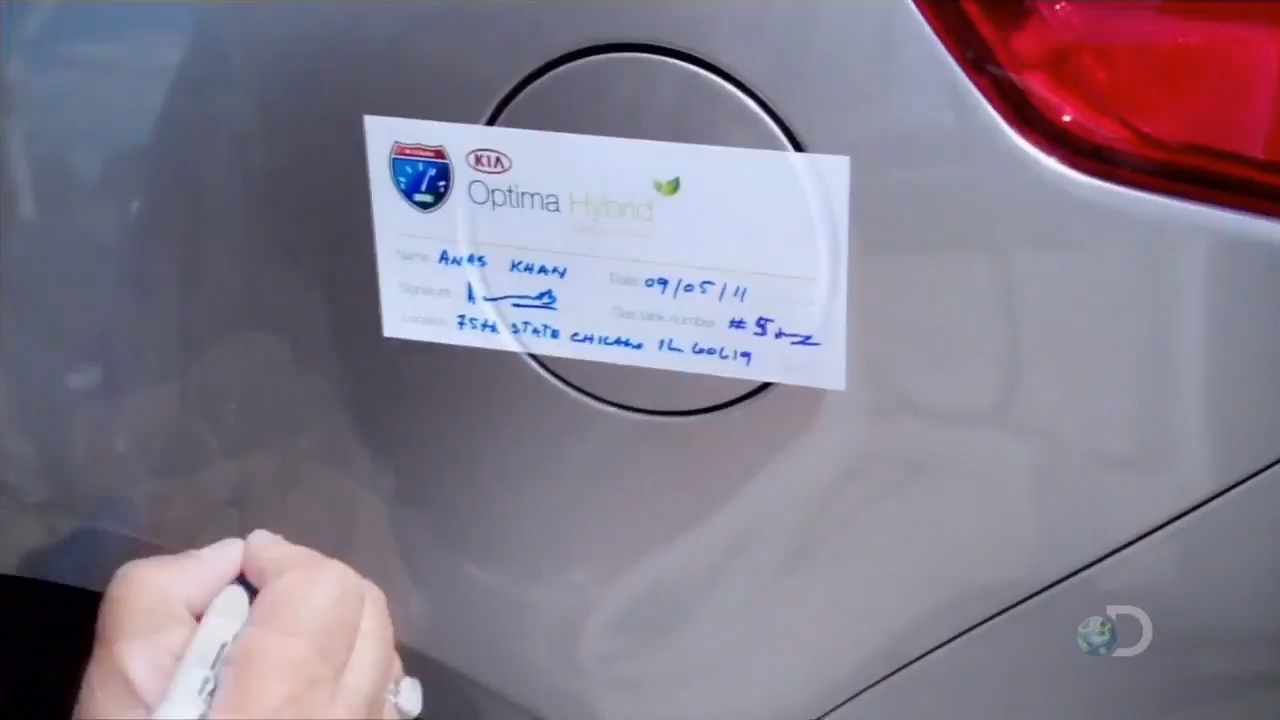 KIA
Optima Hybrid
Name: ANAS KHAN Date: 09/05/11
Signature: Gas tank number: #5
Location: 75th STATE CHICAGO IL 60619
D